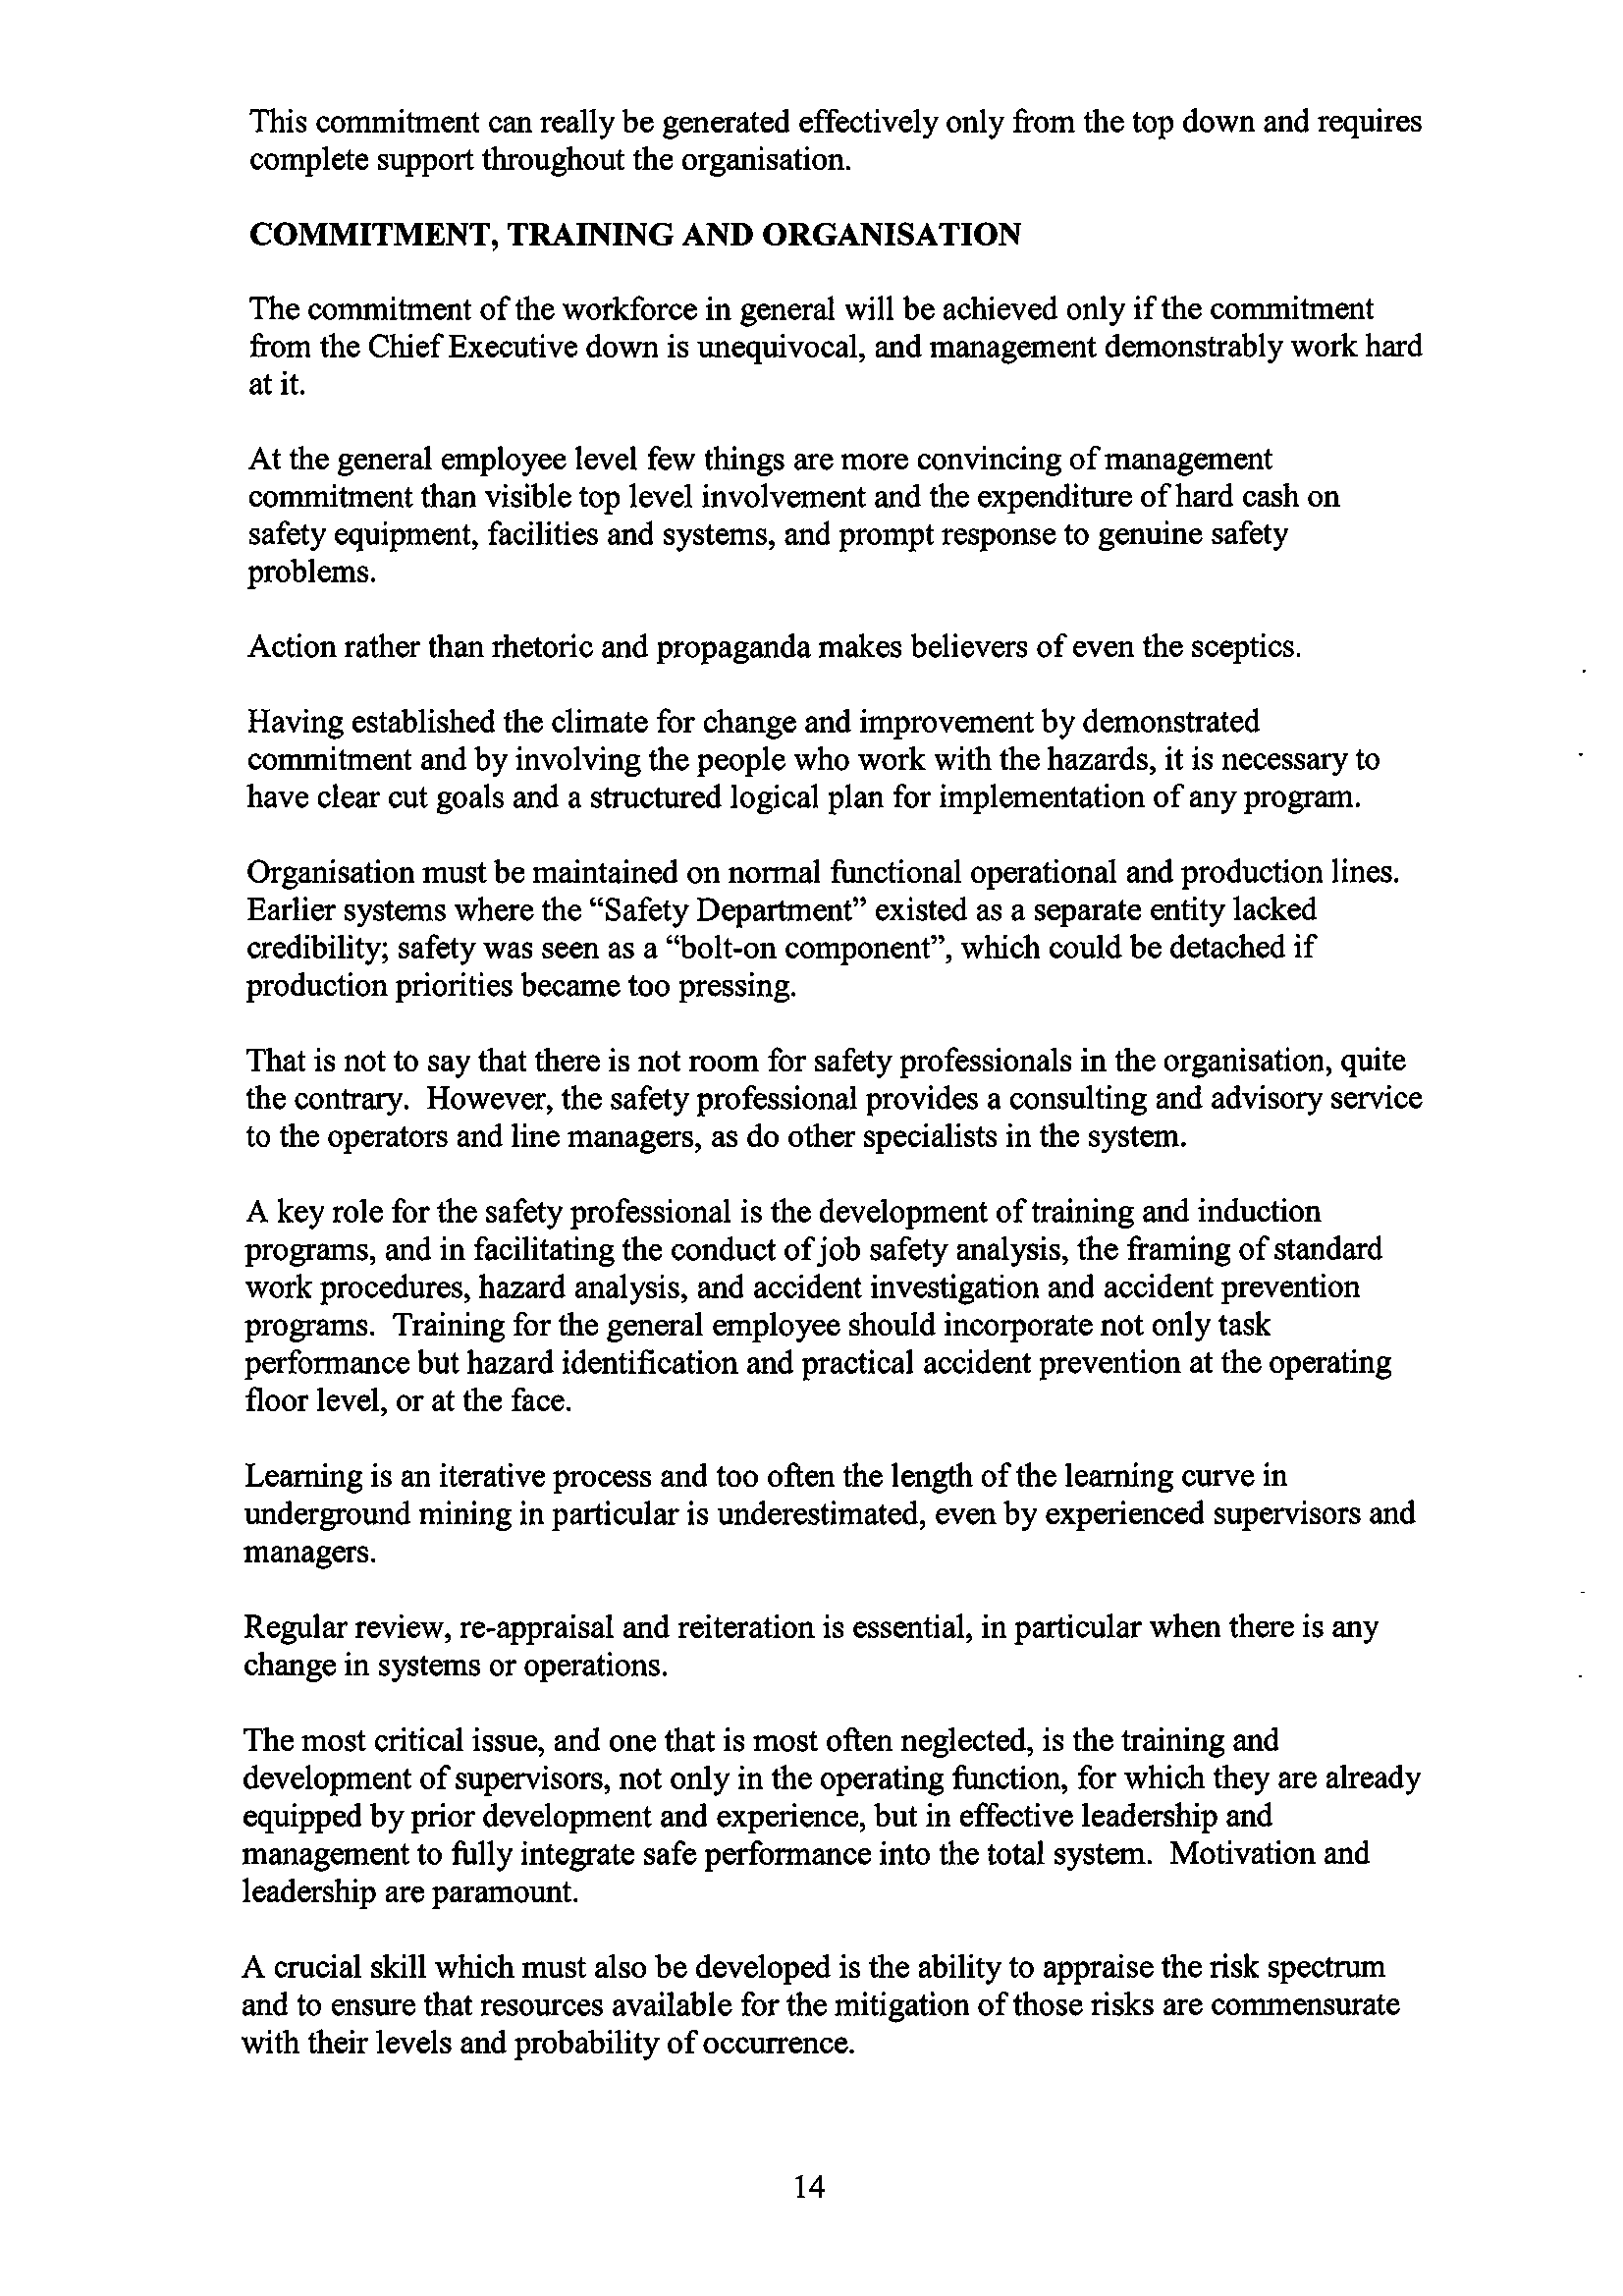 This commitment can really be generated effectively only from the top down and requires
complete support throughout the organisation.
COMMITMENT, TRAINING AND ORGANISATION
The commitment of the workforce in general will be achieved only if the commitment
from the Chief Executive down is unequivocal, and management demonstrably work hard
at it.
At the general employee level few things are more convincing of management
commitment than visible top level involvement and the expenditure of hard cash on
safety equipment, facilities and systems, and prompt response to genuine safety
problems.
Action rather than rhetoric and propaganda makes believers of even the sceptics.
Having established the climate for change and improvement by demonstrated
commitment and by involving the people who work with the hazards, it is necessary to
have clear cut goals and a structured logical plan for implementation of any program.
Organisation must be maintained on normal functional operational and production lines.
Earlier systems where the “Safety Department” existed as a separate entity lacked
credibility; safety was seen as a “bolt-on component”, which could be detached if
production priorities became too pressing.
That is not to say that there is not room for safety professionals in the organisation, quite
the contrary. However, the safety professional provides a consulting and advisory service
to the operators and line managers, as do other specialists in the system.
A key role for the safety professional is the development of training and induction
programs, and in facilitating the conduct of job safety analysis, the framing of standard
work procedures, hazard analysis, and accident investigation and accident prevention
programs. Training for the general employee should incorporate not only task
performance but hazard identification and practical accident prevention at the operating
floor level, or at the face.
Learning is an iterative process and too often the length of the learning curve in
underground mining in particular is underestimated, even by experienced supervisors and
managers.
Regular review, re-appraisal and reiteration is essential, in particular when there is any
change in systems or operations.
The most critical issue, and one that is most often neglected, is the training and
development of supervisors, not only in the operating function, for which they are already
equipped by prior development and experience, but in effective leadership and
management to fully integrate safe performance into the total system. Motivation and
leadership are paramount.
A crucial skill which must also be developed is the ability to appraise the risk spectrum
and to ensure that resources available for the mitigation of those risks are commensurate
with their levels and probability of occurrence.
14